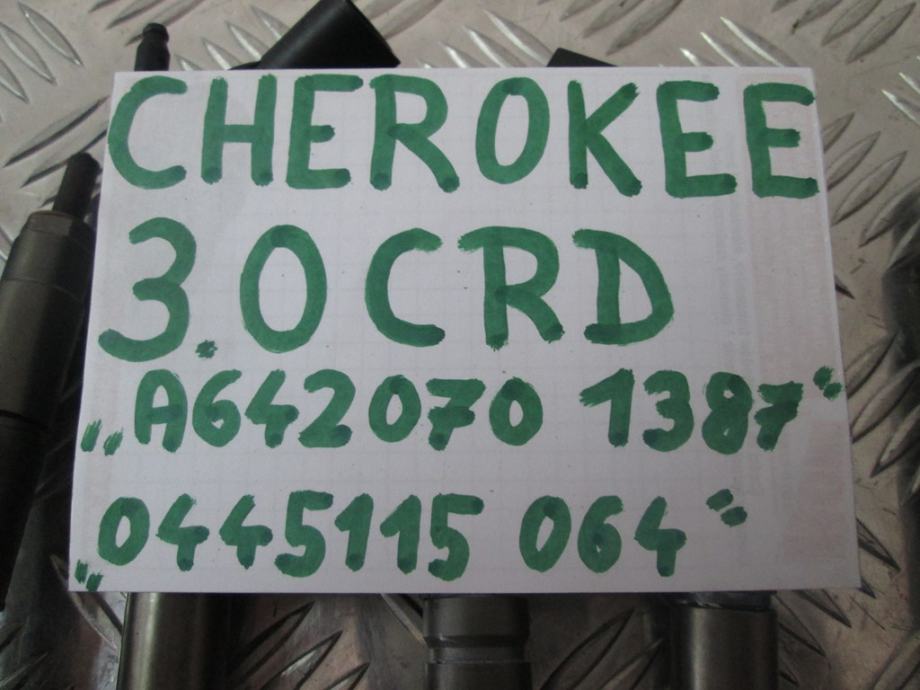 CHEROKEE
3.0 CRD
„A642070 1387“
„0445115 064“